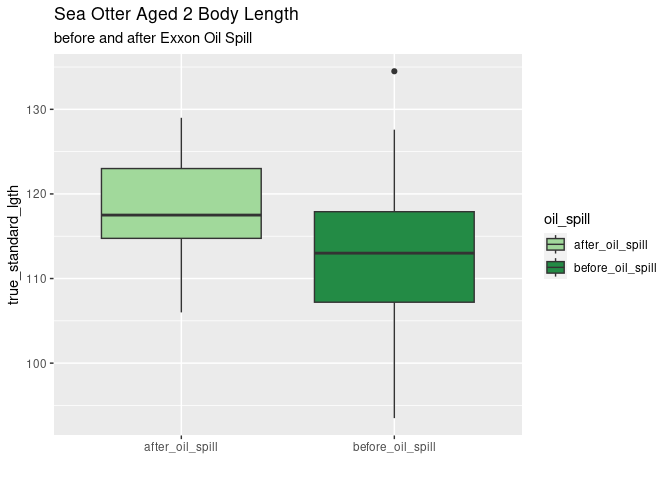 Sea Otter Aged 2 Body Length
before and after Exxon Oil Spill
true_standard_lgth
130
120
110
100
after_oil_spill
before_oil_spill
oil_spill
after_oil_spill
before_oil_spill